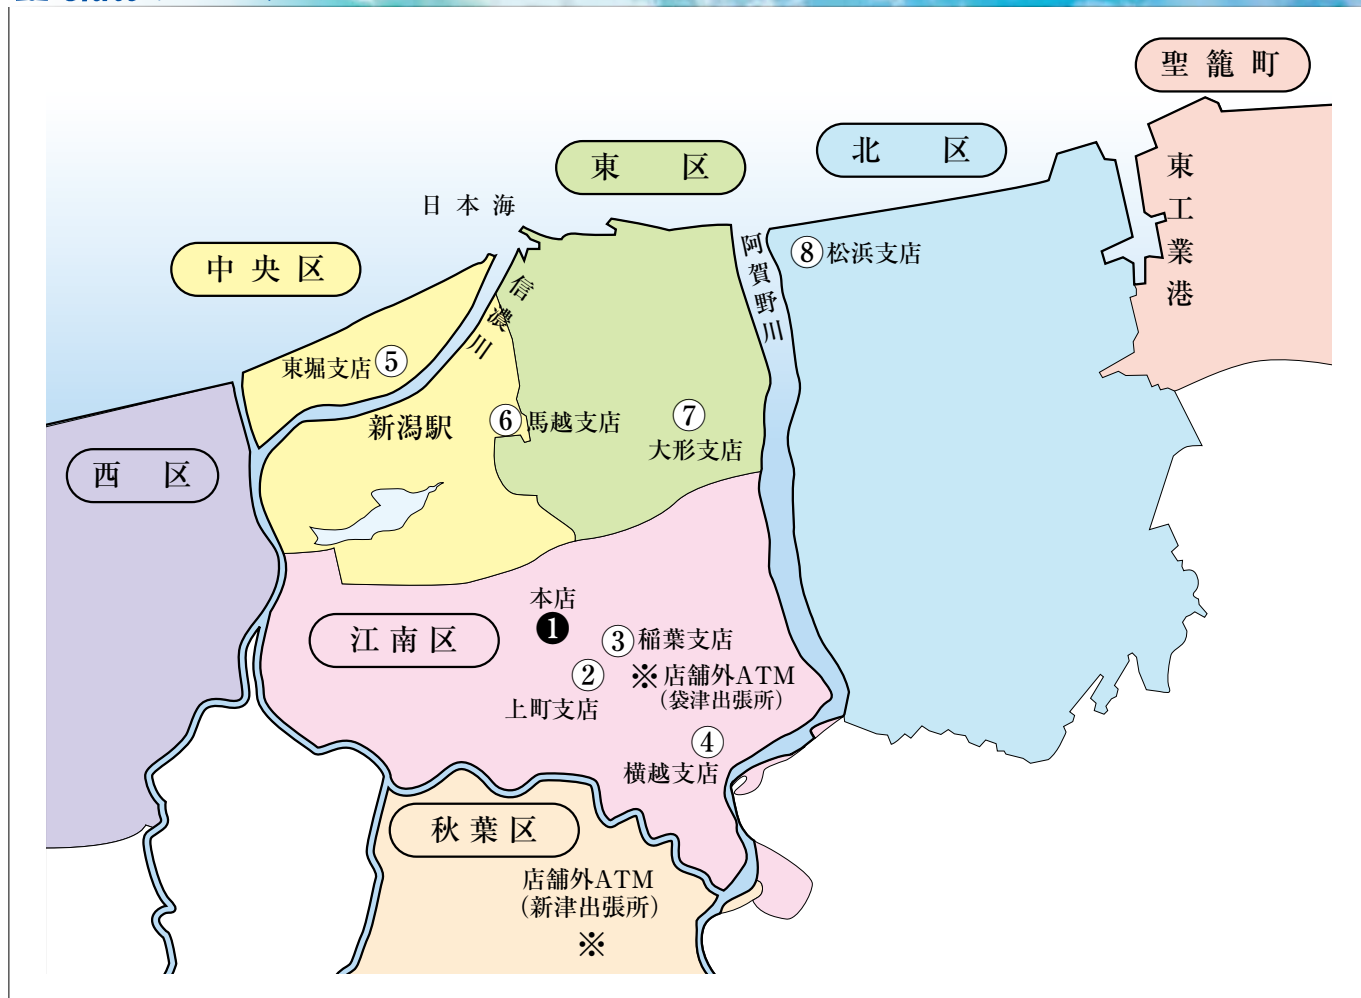 聖籠町
北区
東区
日本海
中央区
東工業港
阿賀野川
⑧松浜支店
信濃川
東堀支店⑤
新潟駅
⑥馬越支店
⑦
大形支店
西区
本店
❶
江南区
③稲葉支店
②
上町支店
※店舗外ATM
(袋津出張所)
④
横越支店
秋葉区
店舗外ATM
(新津出張所)
※